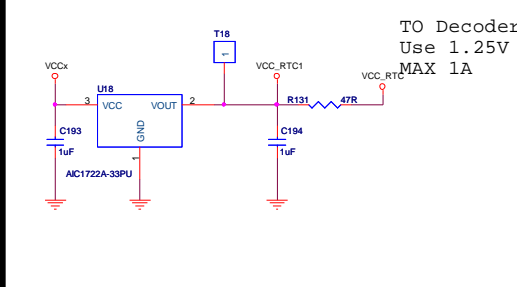 TO Decoder
Use 1.25V
MAX 1A
T18
1
VCCx
VCC_RTC1
VCC_RTC
U18
3
VCC
VOUT
2
R131
47R
GND
1
C193
1uF
C194
1uF
AIC1722A-33PU